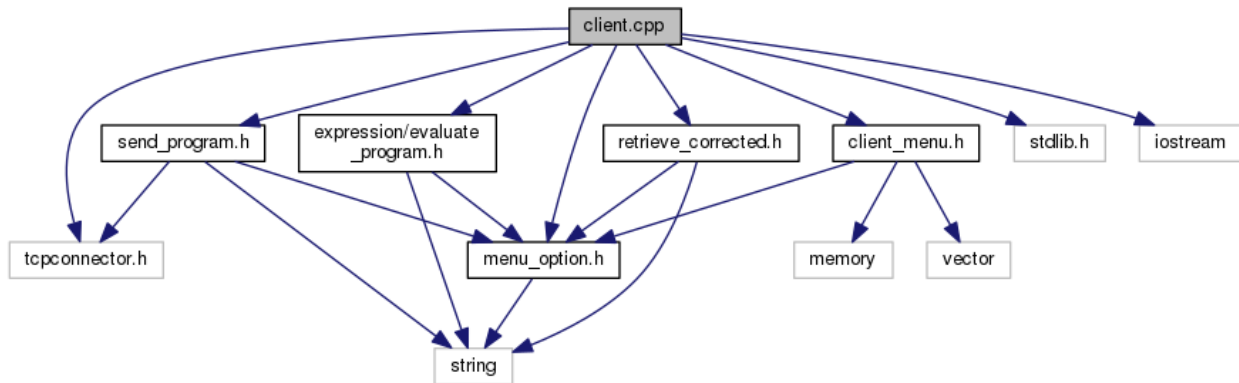 client.cpp
send_program.h
expression/evaluate
_program.h
retrieve_corrected.h
client_menu.h
stdlib.h
iostream
tcpconnector.h
menu_option.h
memory
vector
string